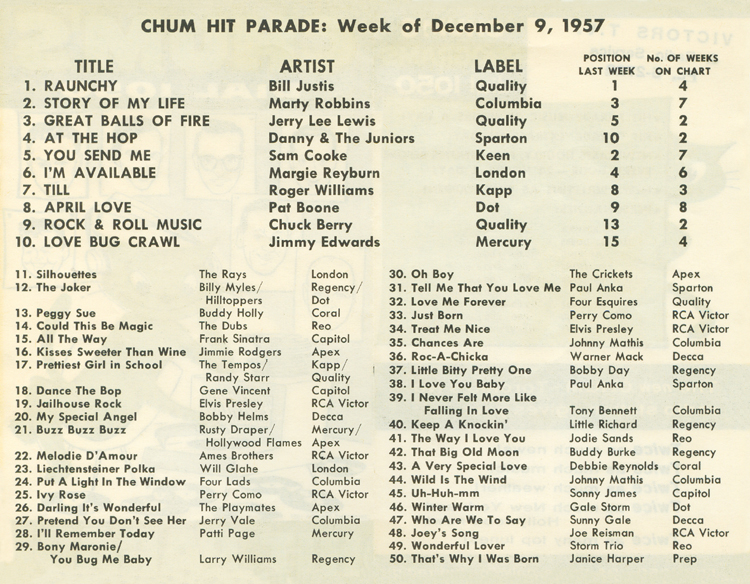 CHUM HIT PARADE: Week of December 9, 1957
TITLE ARTIST LABEL POSITION LAST WEEK No. OF WEEKS ON CHART
1. RAUNCHY Bill Justis Quality 1 4
2. STORY OF MY LIFE Marty Robbins Columbia 3 7
3. GREAT BALLS OF FIRE Jerry Lee Lewis Quality 5 2
4. AT THE HOP Danny & The Juniors Sparton 10 2
5. YOU SEND ME Sam Cooke Keen 2 7
6. I'M AVAILABLE Margie Reyburn London 4 6
7. TILL Roger Williams Kapp 8 3
8. APRIL LOVE Pat Boone Dot 9 8
9. ROCK & ROLL MUSIC Chuck Berry Quality 13 2
10. LOVE BUG CRAWL Jimmy Edwards Mercury 15 4
11. Silhouettes The Rays London
12. The Joker Billy Myles/ Regency/
Hilltoppers Dot
13. Peggy Sue Buddy Holly Coral
14. Could This Be Magic The Dubs Reo
15. All The Way Frank Sinatra Capitol
16. Kisses Sweeter Than Wine Jimmie Rodgers Apex
17. Prettiest Girl in School The Tempos/ Kapp/
Randy Starr Quality
18. Dance The Bop Gene Vincent Capitol
19. Jailhouse Rock Elvis Presley RCA Victor
20. My Special Angel Bobby Helms Decca
21. Buzz Buzz Buzz Rusty Draper/ Mercury/
Hollywood Flames Apex
22. Melodie D'Amour Ames Brothers RCA Victor
23. Liechtensteiner Polka Will Glahe London
24. Put A Light In The Window Four Lads Columbia
25. Ivy Rose Perry Como RCA Victor
26. Darling It's Wonderful The Playmates Apex
27. Pretend You Don't See Her Jerry Vale Columbia
28. I'll Remember Today Patti Page Mercury
29. Bony Maronie/
You Bug Me Baby Larry Williams Regency
30. Oh Boy The Crickets Apex
31. Tell Me That You Love Me Paul Anka Sparton
32. Love Me Forever Four Esquires Quality
33. Just Born Perry Como RCA Victor
34. Treat Me Nice Elvis Presley RCA Victor
35. Chances Are Johnny Mathis Columbia
36. Roc-A-Chicka Warner Mack Decca
37. Little Bitty Pretty One Bobby Day Regency
38. I Love You Baby Paul Anka Sparton
39. I Never Felt More Like
Falling In Love Tony Bennett Columbia
40. Keep A Knockin' Little Richard Regency
41. The Way I Love You Jodie Sands Reo
42. That Big Old Moon Buddy Burke Regency
43. A Very Special Love Debbie Reynolds Coral
44. Wild Is The Wind Johnny Mathis Columbia
45. Uh-Huh-mm Sonny James Capitol
46. Winter Warm Gale Storm Dot
47. Who Are We To Say Sunny Gale Decca
48. Joey's Song Joe Reisman RCA Victor
49. Wonderful Lover Storm Trio Reo
50. That's Why I Was Born Janice Harper Prep